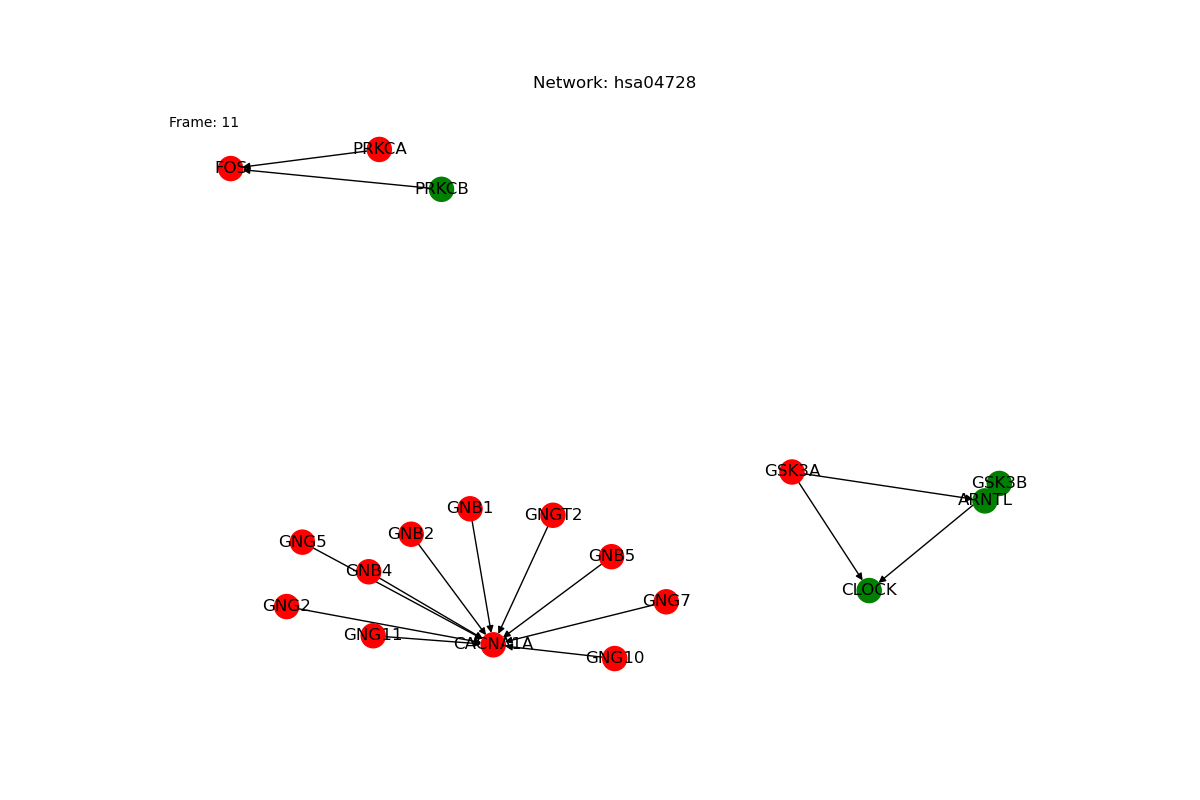 Network: hsa04728
Frame: 11
PRKCA
FOS
PRKCB
GSK3A
GSK3B
ARNTL
GNB1
GNGT2
GNB2
GNG5
GNB5
GNB4
CLOCK
GNG7
GNG2
GNG11
CACNA1A
GNG10